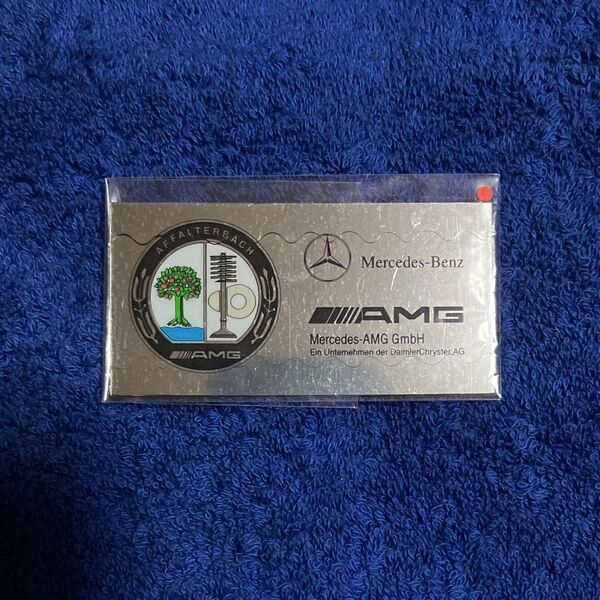 AFFALTERBACH
AMG
Mercedes-Benz
AMG
Mercedes-AMG GmbH
Ein Unternehmen der DaimlerChrysler AG